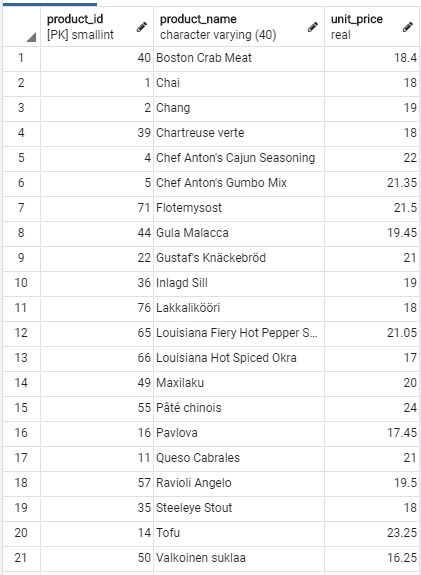 product_id product_name unit_price
[PK] smallint character varying (40) real
1 40 Boston Crab Meat 18.4
2 1 Chai 18
3 2 Chang 19
4 39 Chartreuse verte 18
5 4 Chef Anton's Cajun Seasoning 22
6 5 Chef Anton's Gumbo Mix 21.35
7 71 Flotemysost 21.5
8 44 Gula Malacca 19.45
9 22 Gustaf's Knäckebröd 21
10 36 Inlagd Sill 19
11 76 Lakkalikööri 18
12 65 Louisiana Fiery Hot Pepper S... 21.05
13 66 Louisiana Hot Spiced Okra 17
14 49 Maxilaku 20
15 55 Pâté chinois 24
16 16 Pavlova 17.45
17 11 Queso Cabrales 21
18 57 Ravioli Angelo 19.5
19 35 Steeleye Stout 18
20 14 Tofu 23.25
21 50 Valkoinen suklaa 16.25